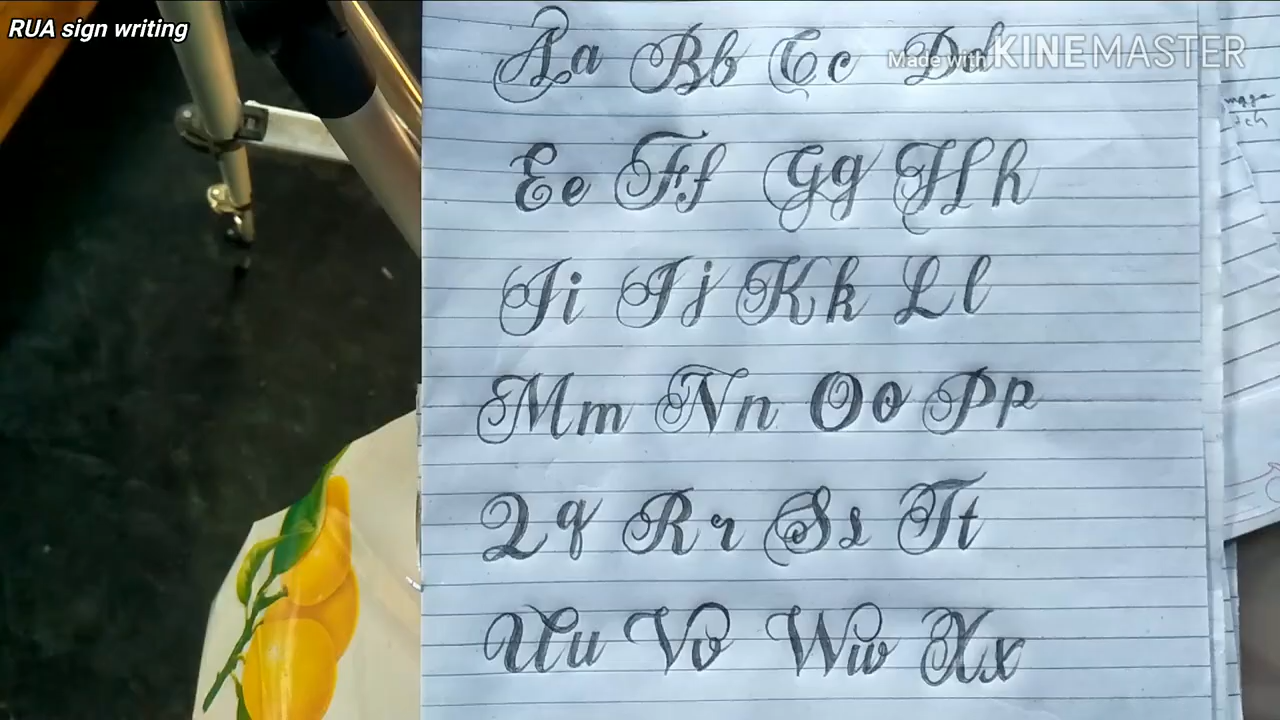 RUA sign writing
Made with KINEMASTER
Aa Bb Cc Dd
Ee Ff Gg Hh
Ii Jj Kk Ll
Mm Nn Oo Pp
Qq Rr Ss Tt
Uu Vv Ww Xx